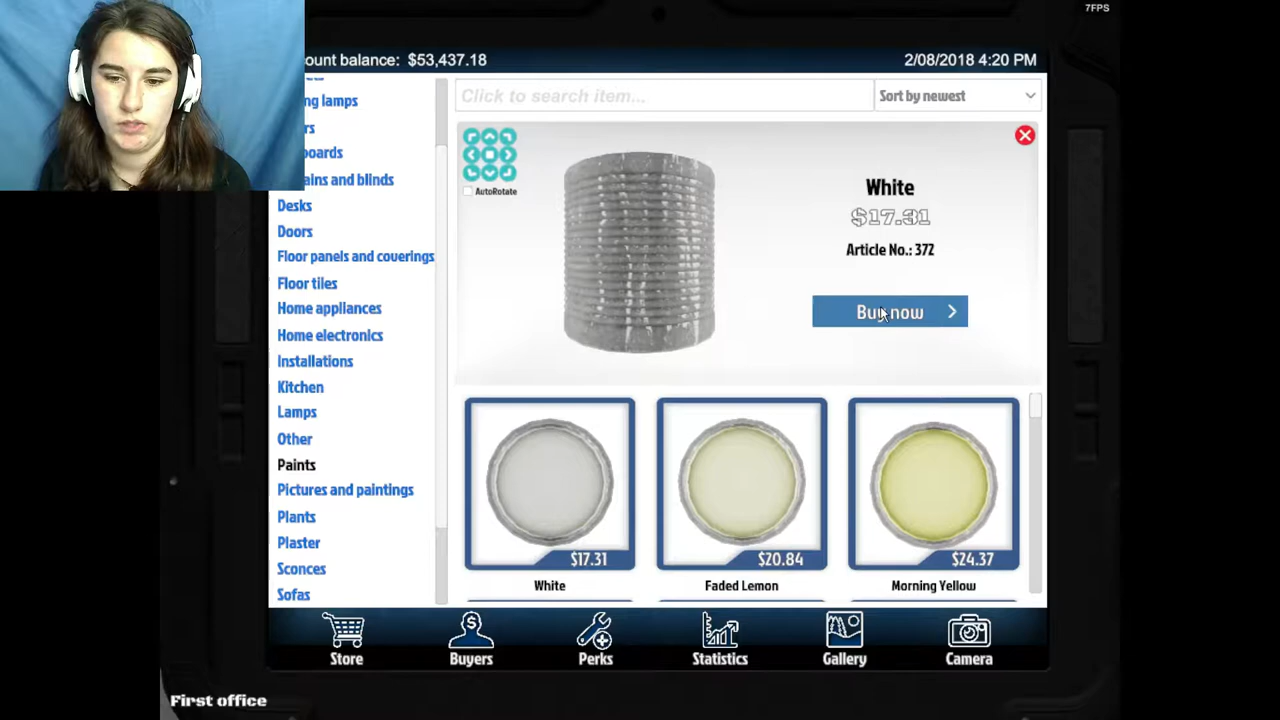 7FPS
ount balance: $53,437.18
2/08/2018 4:20 PM
Click to search item...
Sort by newest
ng lamps
rs
boards
ains and blinds
Desks
Doors
Floor panels and coverings
Floor tiles
Home appliances
Home electronics
Installations
Kitchen
Lamps
Other
Paints
Pictures and paintings
Plants
Plaster
Sconces
Sofas
AutoRotate
White
$17.31
Article No.: 372
Buy now
$17.31
$20.84
$24.37
White
Faded Lemon
Morning Yellow
Store
Buyers
Perks
Statistics
Gallery
Camera
First office